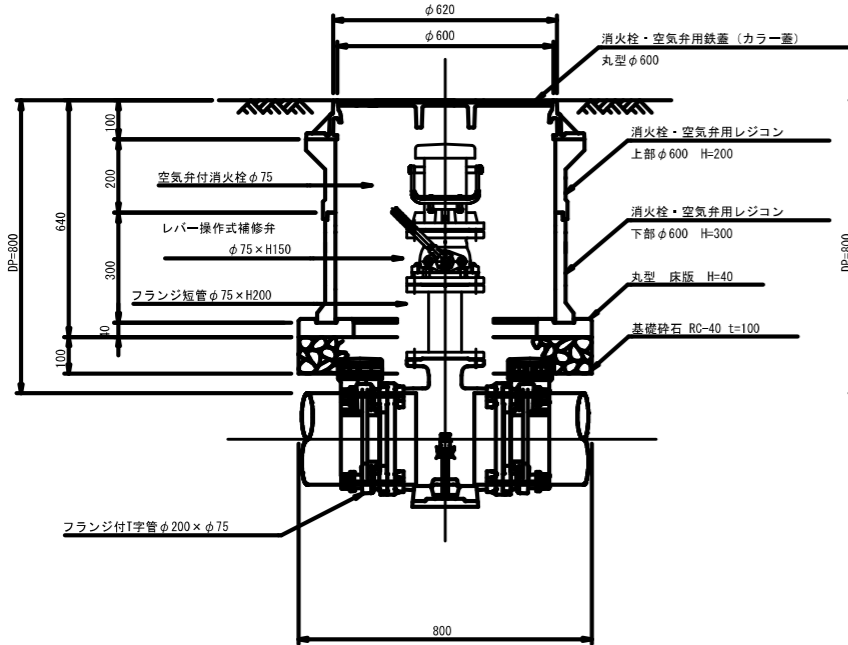 φ620
φ600
消火栓・空気弁用鉄蓋（カラー蓋）
丸型φ600
100
消火栓・空気弁用レジコン
上部φ600 H=200
空気弁付消火栓φ75
200
640
DP=800
DP=800
レバー操作式補修弁
φ75×H150
消火栓・空気弁用レジコン
下部φ600 H=300
300
フランジ短管φ75×H200
丸型 床版 H=40
40
基礎砕石 RC-40 t=100
100
フランジ付T字管φ200×φ75
800